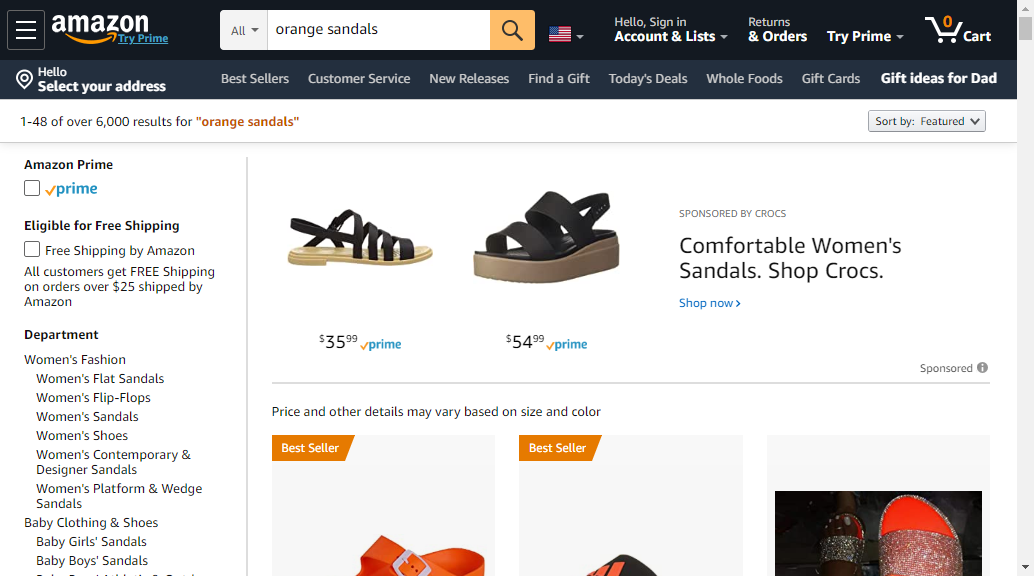 amazon
Try Prime
All
orange sandals
Hello, Sign in
Account & Lists
Returns
& Orders
Try Prime
0
Cart
Hello
Select your address
Best Sellers
Customer Service
New Releases
Find a Gift
Today's Deals
Whole Foods
Gift Cards
Gift ideas for Dad
1-48 of over 6,000 results for "orange sandals"
Sort by: Featured
Amazon Prime
prime
Eligible for Free Shipping
Free Shipping by Amazon
All customers get FREE Shipping
on orders over $25 shipped by
Amazon
Department
Women's Fashion
Women's Flat Sandals
Women's Flip-Flops
Women's Sandals
Women's Shoes
Women's Contemporary &
Designer Sandals
Women's Platform & Wedge
Sandals
Baby Clothing & Shoes
Baby Girls' Sandals
Baby Boys' Sandals
$35 99 prime
$54 99 prime
SPONSORED BY CROCS
Comfortable Women's
Sandals. Shop Crocs.
Shop now ›
Sponsored
Price and other details may vary based on size and color
Best Seller
Best Seller